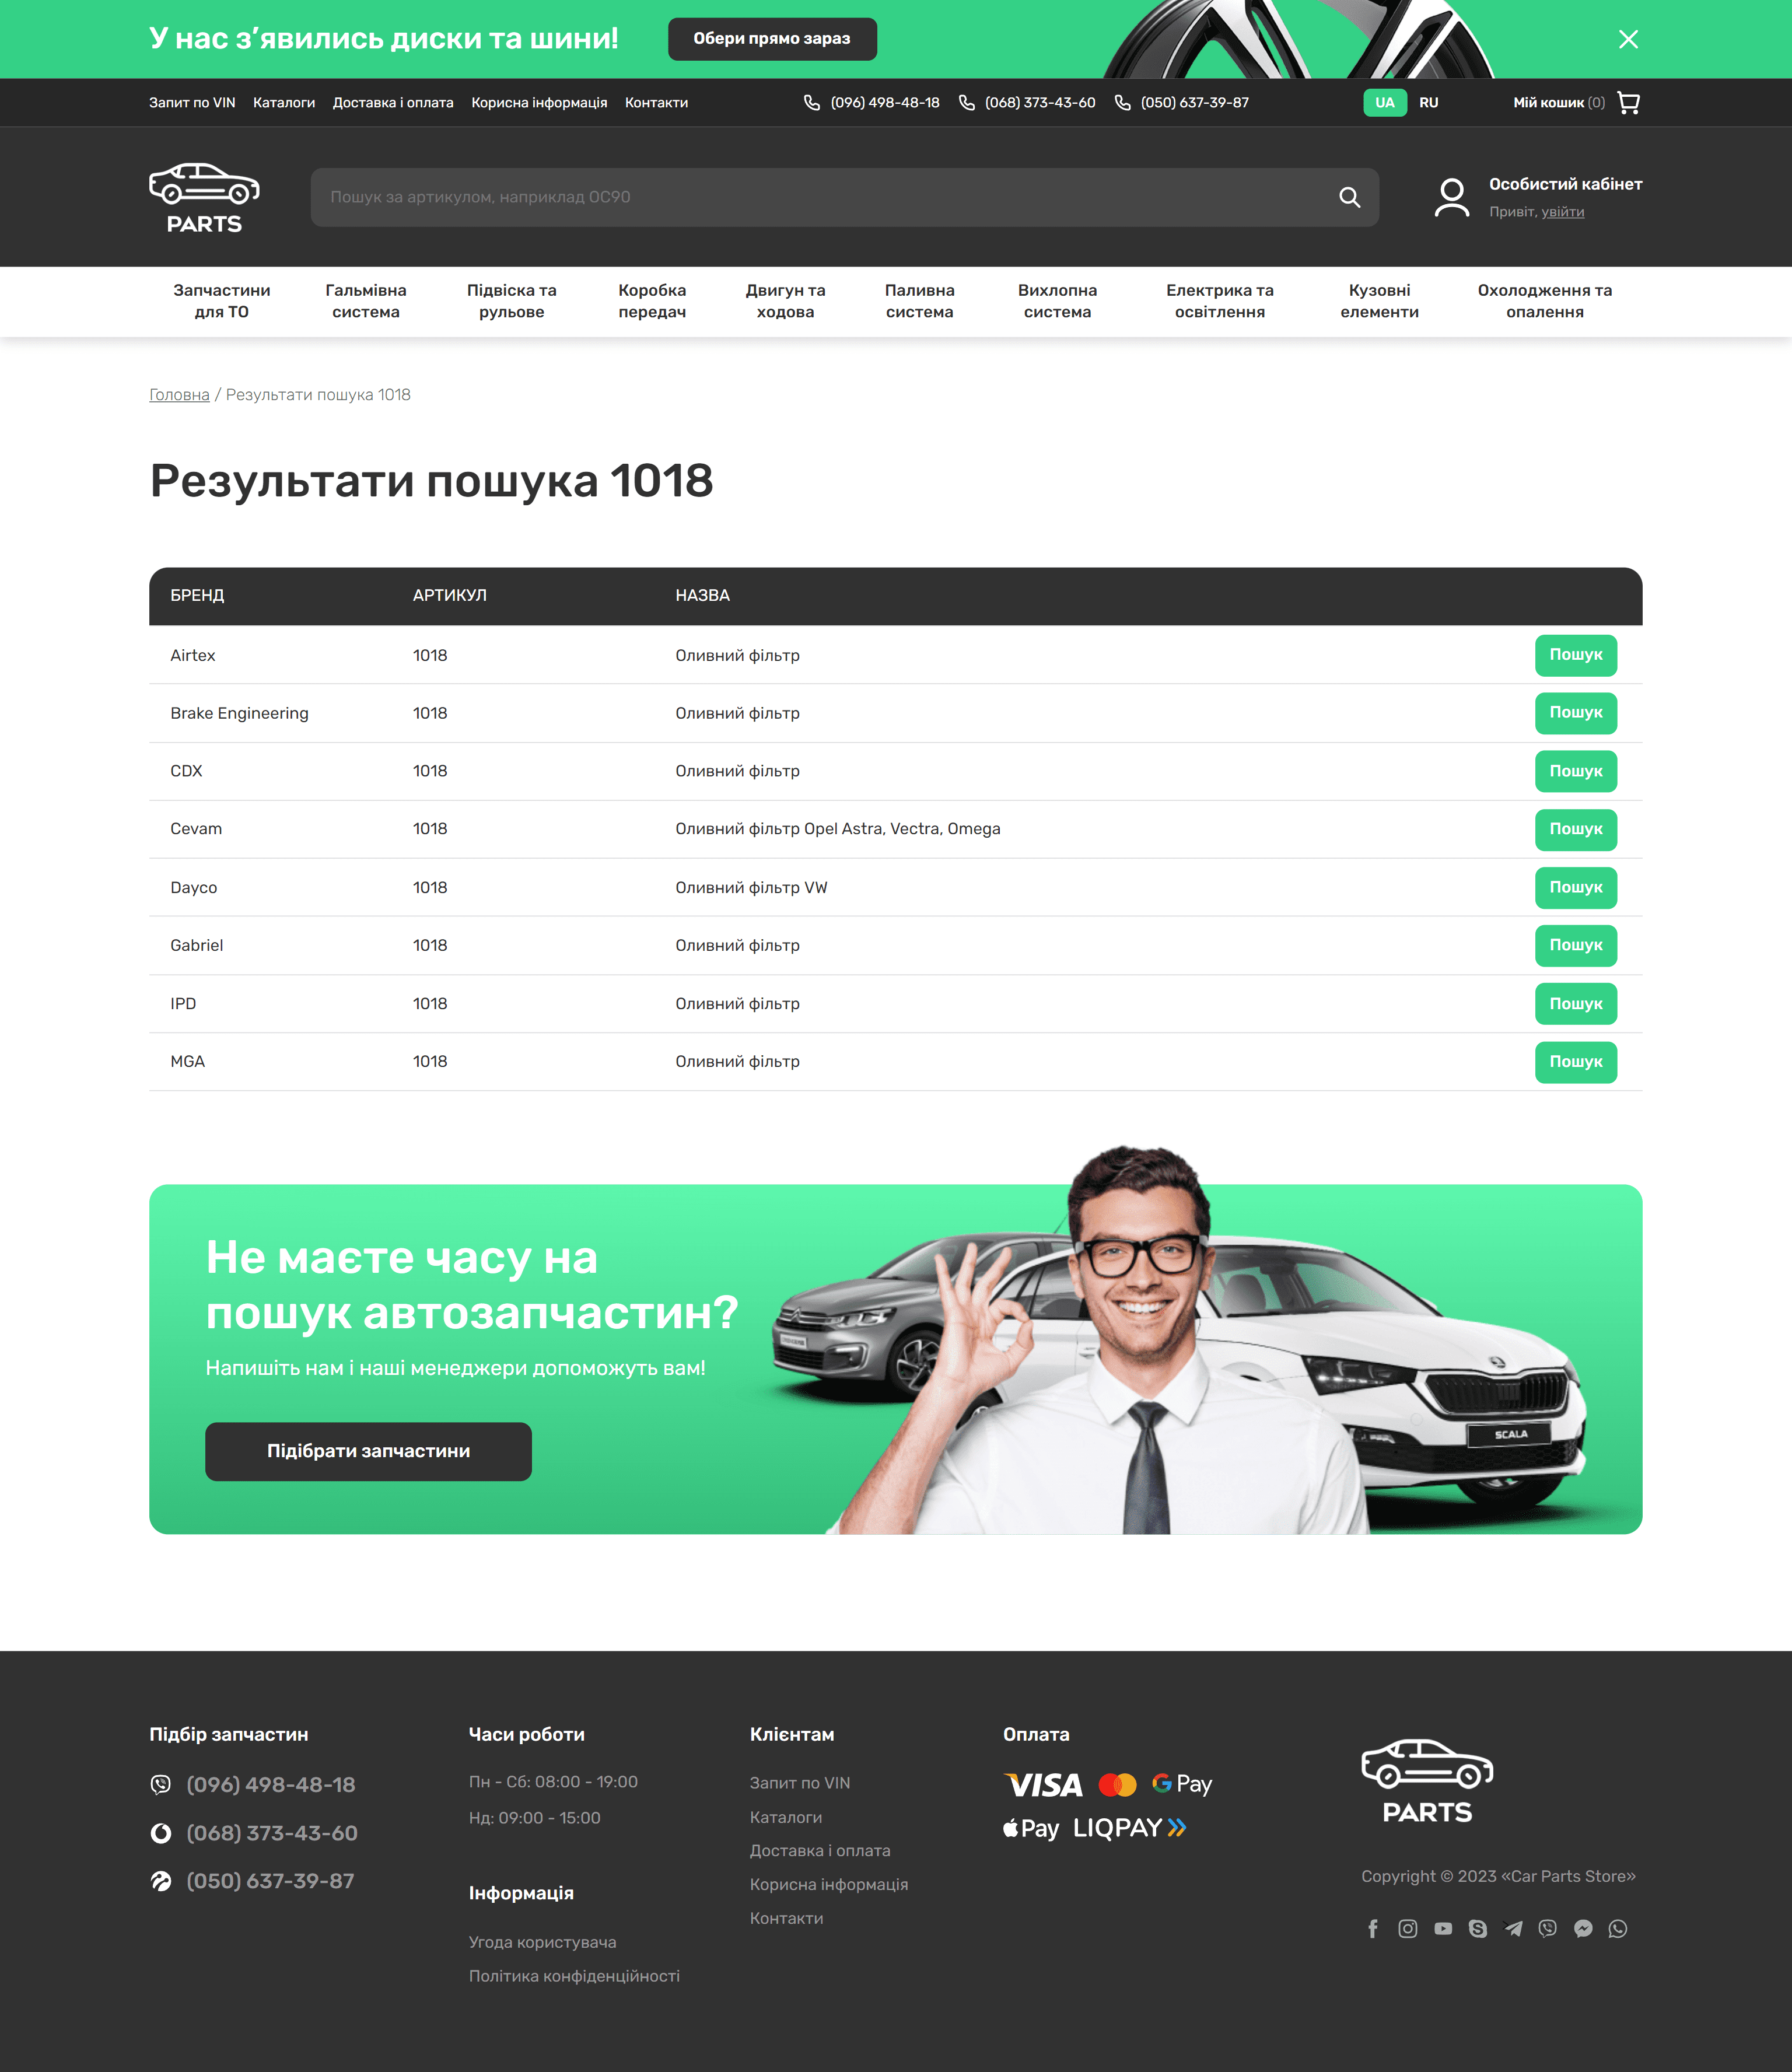 У нас з’явились диски та шини!
Обери прямо зараз
Запит по VIN Каталоги Доставка і оплата Корисна інформація Контакти (096) 498-48-18 (068) 373-43-60 (050) 637-39-87 UA RU Мій кошик (0)
PARTS
Пошук за артикулом, наприклад ОС90
Особистий кабінет
Привіт, увійти
Запчастини для ТО
Гальмівна система
Підвіска та рульове
Коробка передач
Двигун та ходова
Паливна система
Вихлопна система
Електрика та освітлення
Кузовні елементи
Охолодження та опалення
Головна / Результати пошука 1018
Результати пошука 1018
БРЕНД АРТИКУЛ НАЗВА
Airtex 1018 Оливний фільтр Пошук
Brake Engineering 1018 Оливний фільтр Пошук
CDX 1018 Оливний фільтр Пошук
Cevam 1018 Оливний фільтр Opel Astra, Vectra, Omega Пошук
Dayco 1018 Оливний фільтр VW Пошук
Gabriel 1018 Оливний фільтр Пошук
IPD 1018 Оливний фільтр Пошук
MGA 1018 Оливний фільтр Пошук
Не маєте часу на
пошук автозапчастин?
Напишіть нам і наші менеджери допоможуть вам!
Підібрати запчастини
SCALA
Підбір запчастин
(096) 498-48-18
(068) 373-43-60
(050) 637-39-87
Часи роботи
Пн - Сб: 08:00 - 19:00
Нд: 09:00 - 15:00
Інформація
Угода користувача
Політика конфіденційності
Клієнтам
Запит по VIN
Каталоги
Доставка і оплата
Корисна інформація
Контакти
Оплата
VISA G Pay
Pay LIQPAY
PARTS
Copyright © 2023 «Car Parts Store»